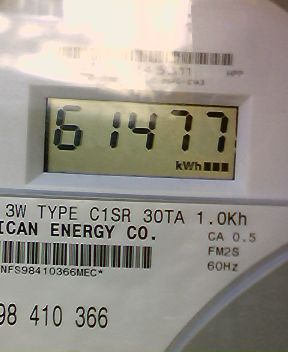 61477
kWh
3W TYPE C1SR 30TA 1.0Kh
ICAN ENERGY CO.
CA 0.5
FM2S
60Hz
NFS98410366MEC*
98 410 366